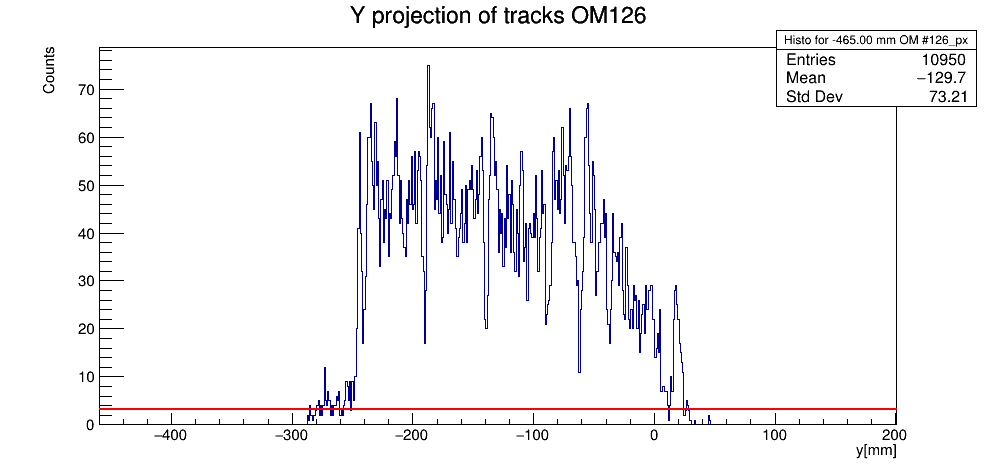 Y projection of tracks OM126
Histo for -465.00 mm OM #126_px
Entries 10950
Mean −129.7
Std Dev 73.21
Counts
70
60
50
40
30
20
10
0
−400 −300 −200 −100 0 100 200
y[mm]